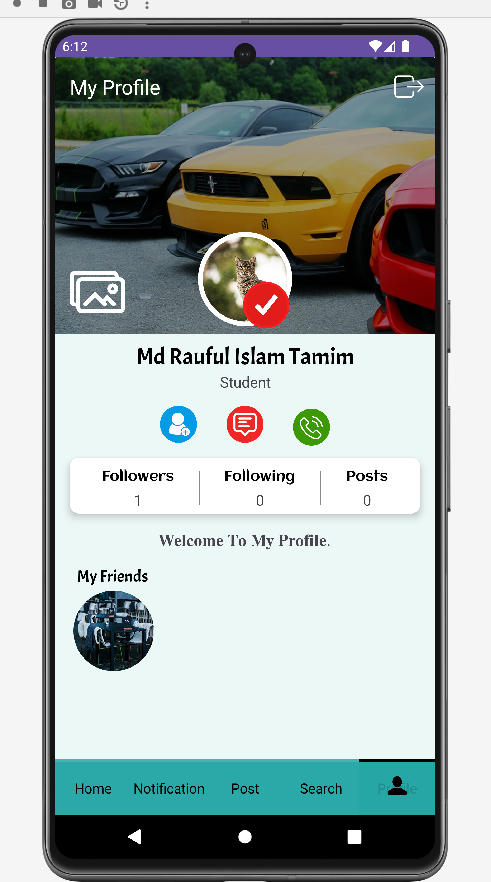 6:12
My Profile
Md Rauful Islam Tamim
Student
Followers Following Posts
1 0 0
Welcome To My Profile.
My Friends
Home Notification Post Search